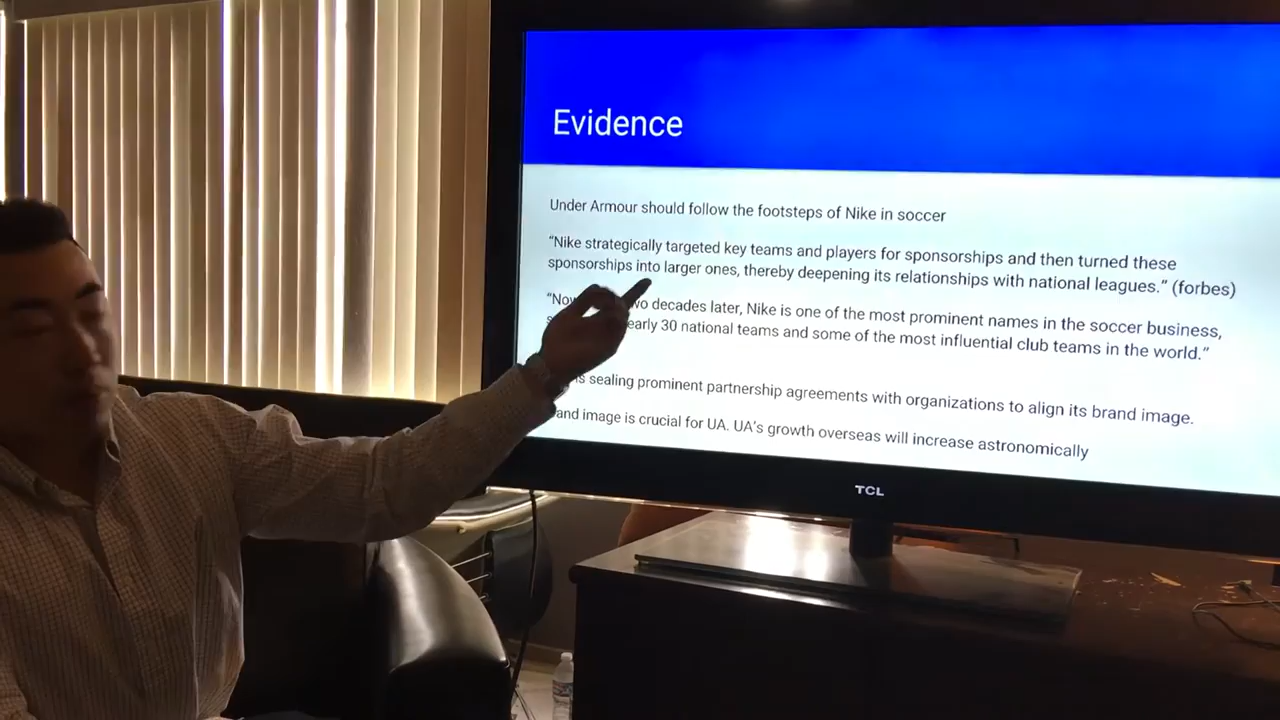 Evidence
Under Armour should follow the footsteps of Nike in soccer
“Nike strategically targeted key teams and players for sponsorships and then turned these
sponsorships into larger ones, thereby deepening its relationships with national leagues.” (forbes)
“Now decades later, Nike is one of the most prominent names in the soccer business,
30 national teams and some of the most influential club teams in the world.”
is sealing prominent partnership agreements with organizations to align its brand image.
image is crucial for UA. UA’s growth overseas will increase astronomically
TCL